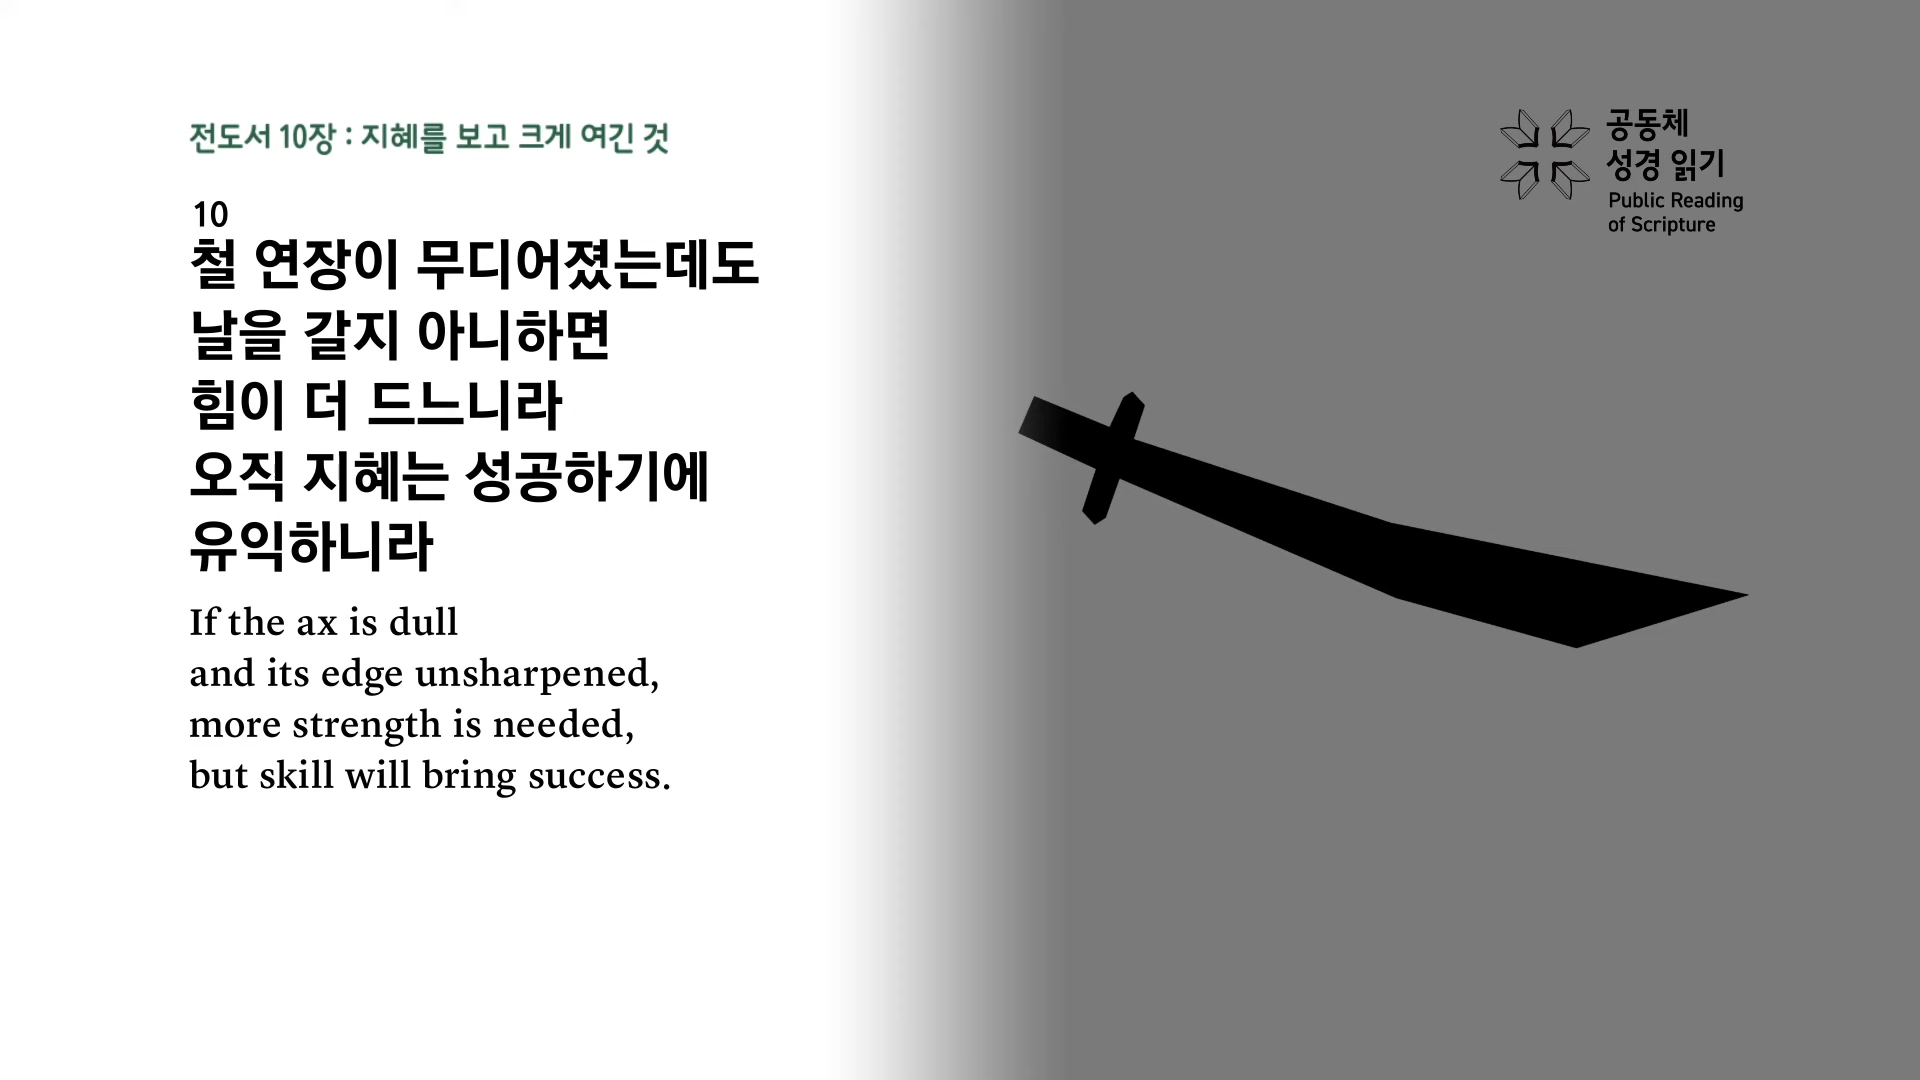 전도서 10장 : 지혜를 보고 크게 여긴 것
10
철 연장이 무디어졌는데도
날을 갈지 아니하면
힘이 더 드느니라
오직 지혜는 성공하기에
유익하니라
If the ax is dull
and its edge unsharpened,
more strength is needed,
but skill will bring success.
공동체
성경 읽기
Public Reading
of Scripture